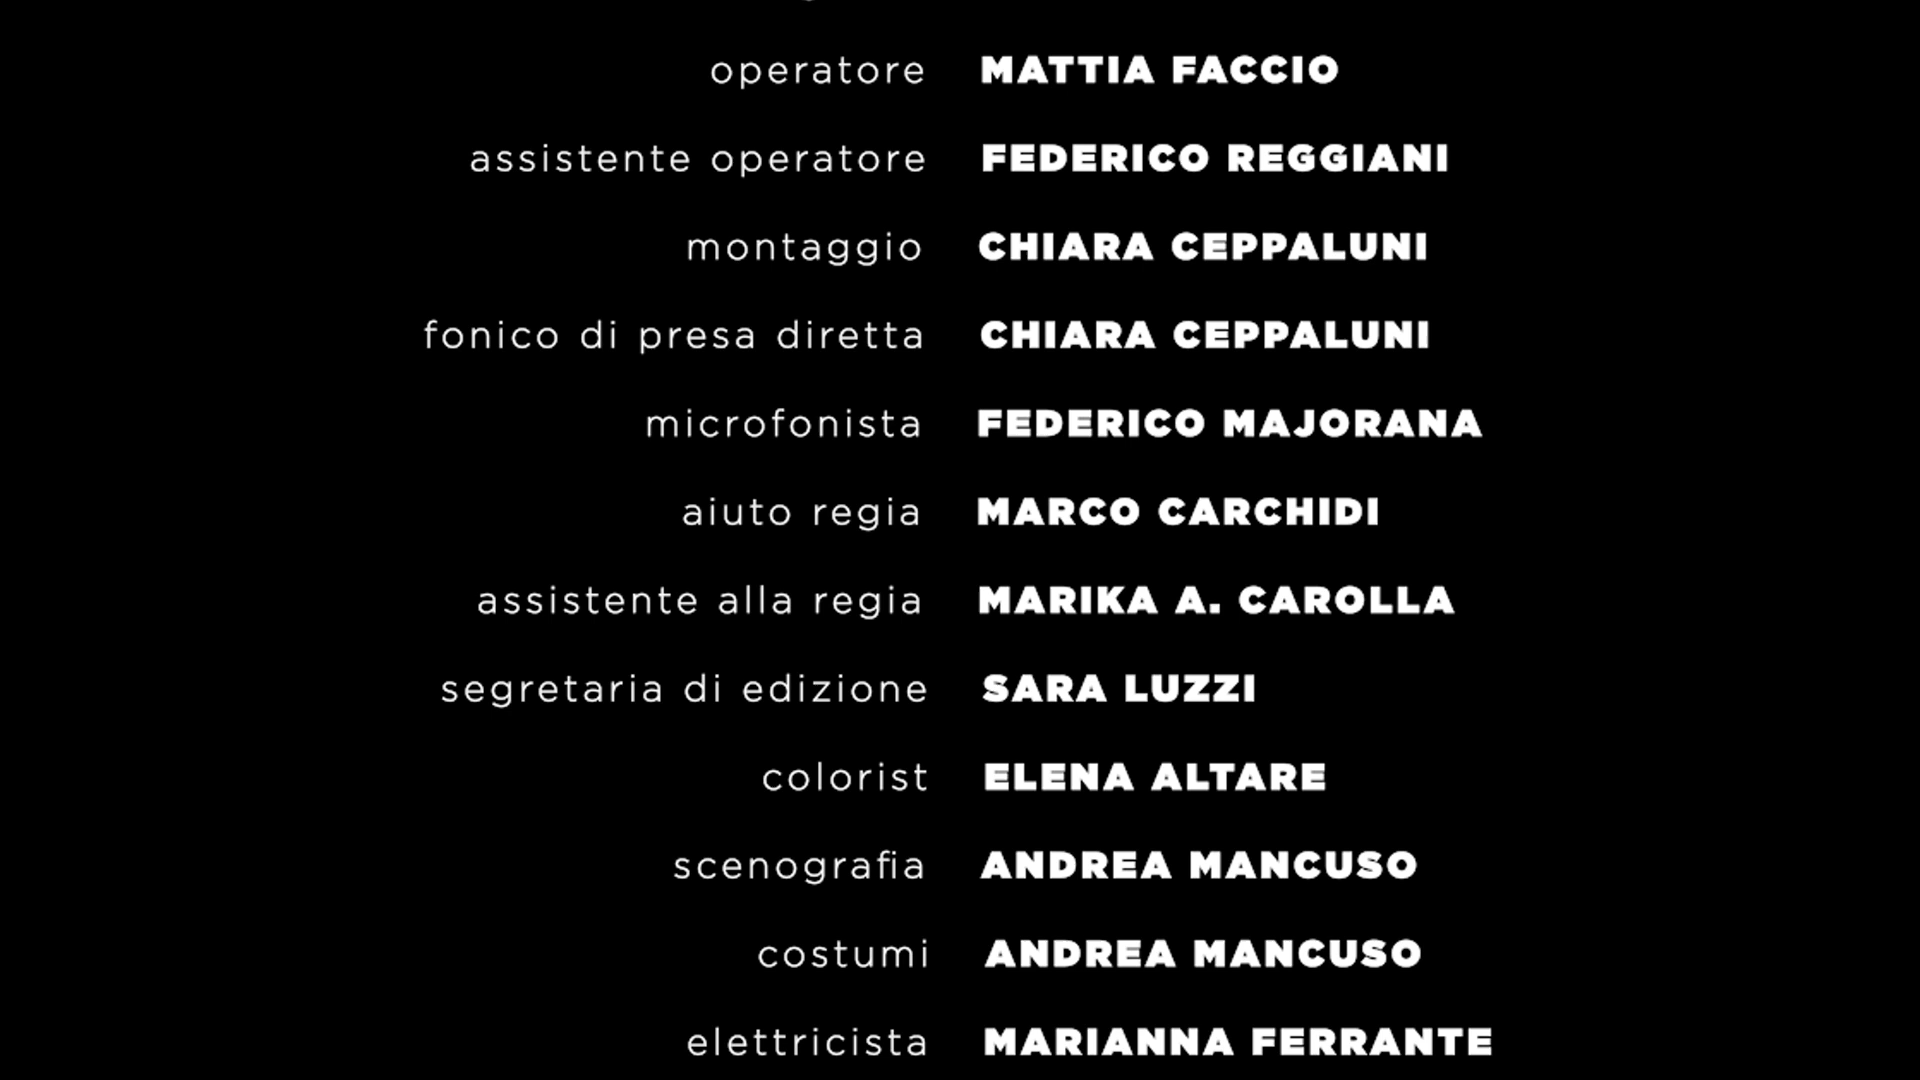 operatore MATTIA FACCIO
assistente operatore FEDERICO REGGIANI
montaggio CHIARA CEPPALUNI
fonico di presa diretta CHIARA CEPPALUNI
microfonista FEDERICO MAJORANA
aiuto regia MARCO CARCHIDI
assistente alla regia MARIKA A. CAROLLA
segretaria di edizione SARA LUZZI
colorist ELENA ALTARE
scenografia ANDREA MANCUSO
costumi ANDREA MANCUSO
elettricista MARIANNA FERRANTE